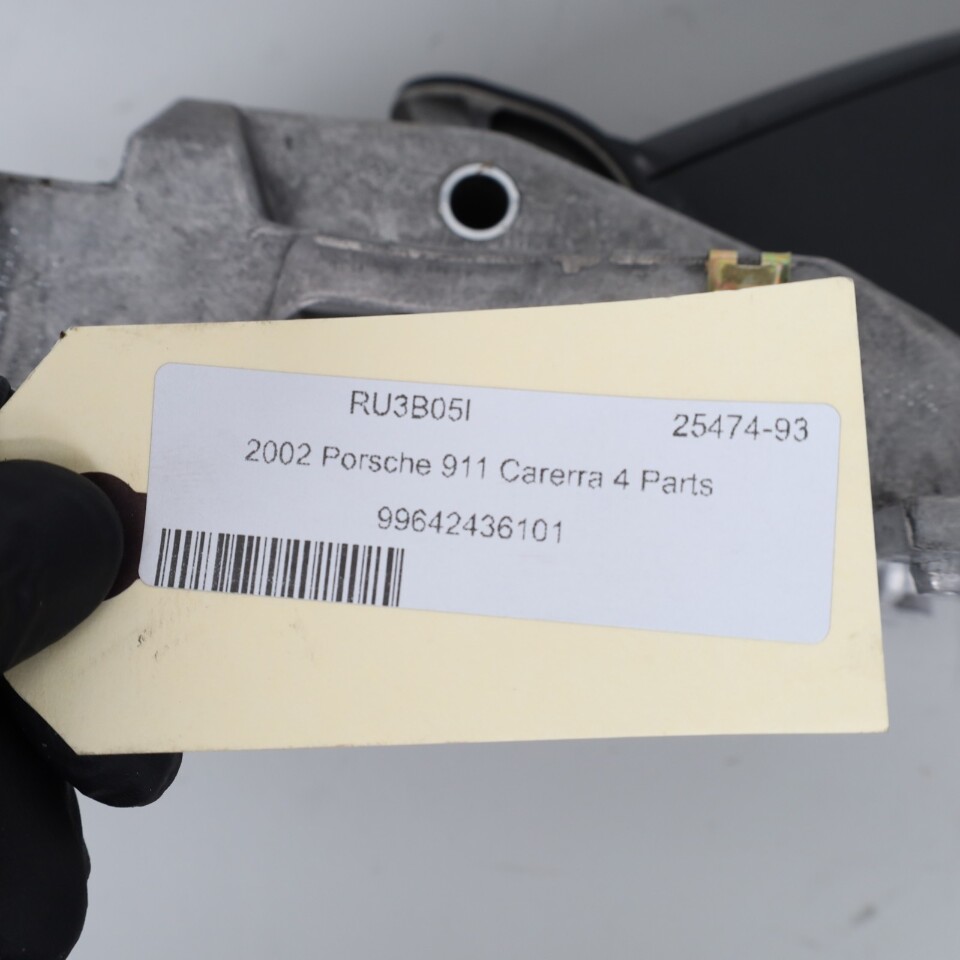 RU3B05I 25474-93
2002 Porsche 911 Carerra 4 Parts
99642436101